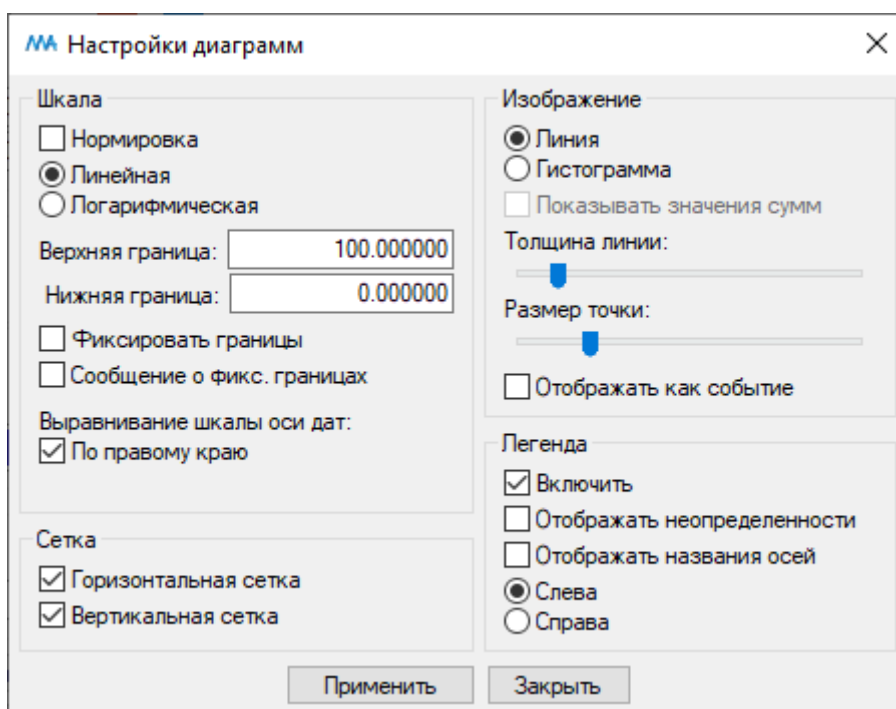 Настройки диаграмм
Шкала
Нормировка
Линейная
Логарифмическая
Верхняя граница: 100.000000
Нижняя граница: 0.000000
Фиксировать границы
Сообщение о фикс. границах
Выравнивание шкалы оси дат:
По правому краю
Сетка
Горизонтальная сетка
Вертикальная сетка
Изображение
Линия
Гистограмма
Показывать значения сумм
Толщина линии:
Размер точки:
Отображать как событие
Легенда
Включить
Отображать неопределенности
Отображать названия осей
Слева
Справа
Применить
Закрыть